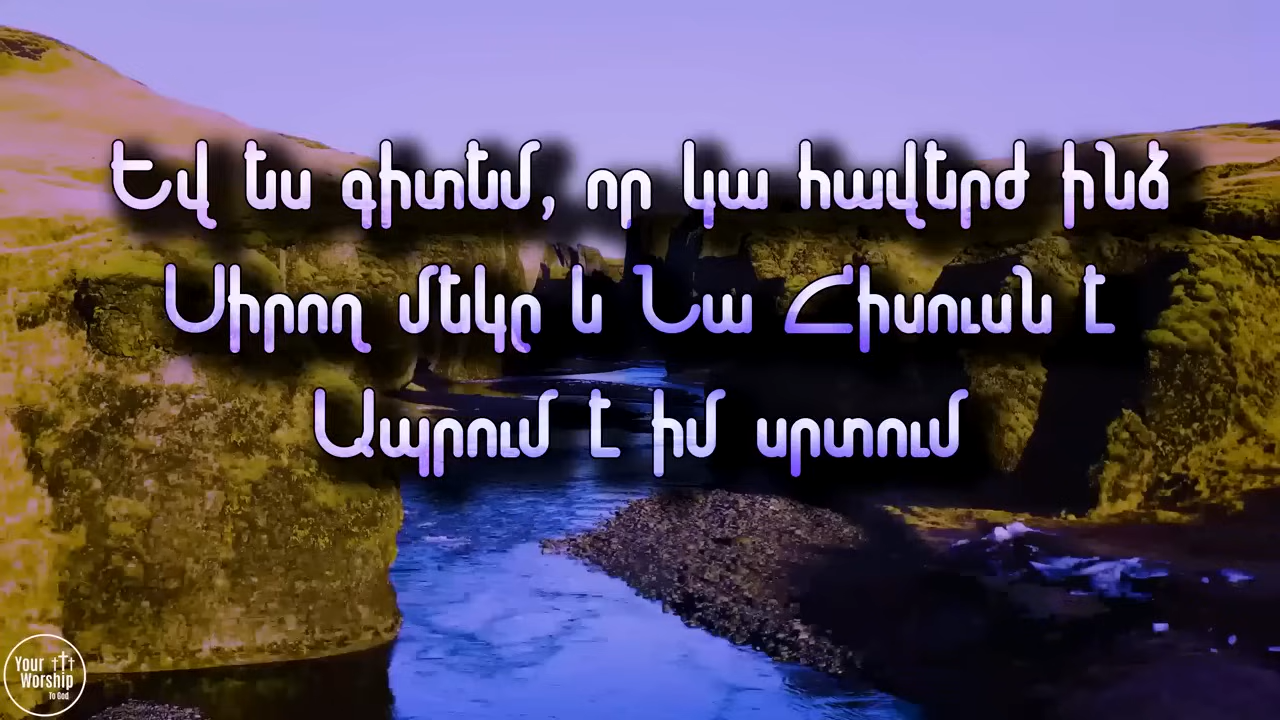 Եվ ես գիտեմ, որ կա հավերժ ինձ
Սիրող մեկը և Նա Հիսուսն է
Ապրում է իմ սրտում
Your
Worship
To God